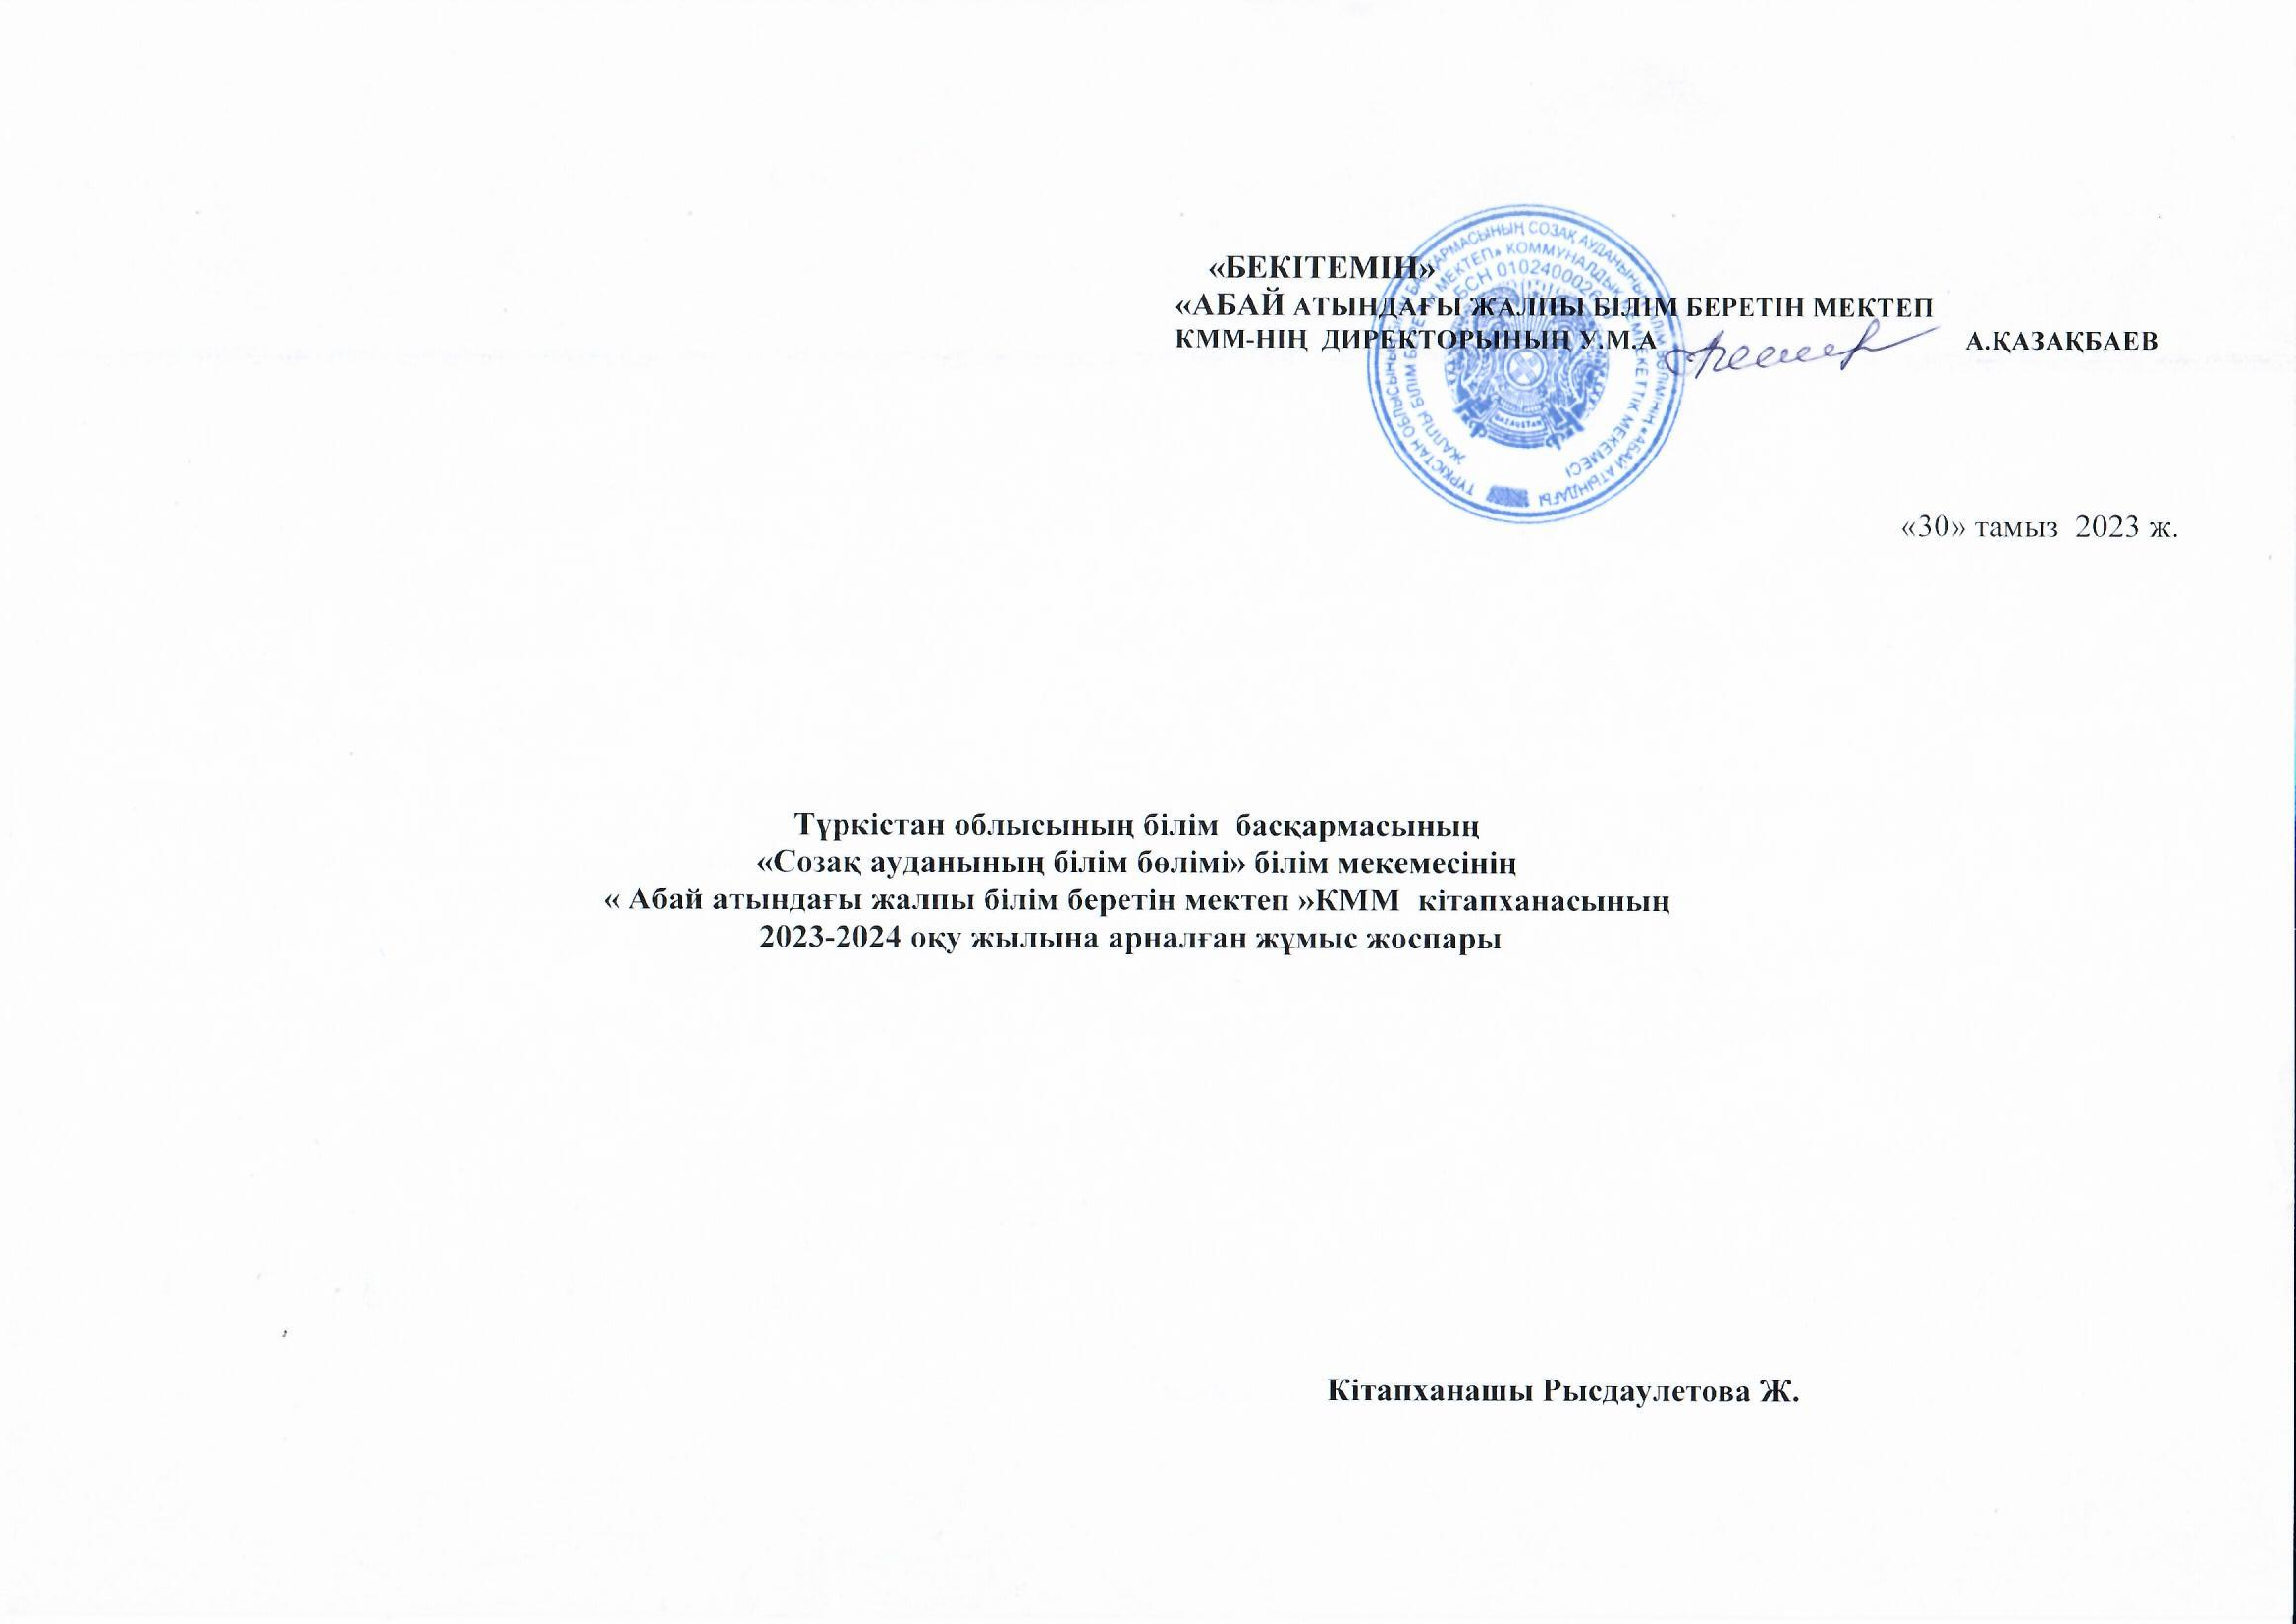 «БЕКІТЕМІН»
«АБАЙ АТЫНДАҒЫ ЖАЛПЫ БІЛІМ БЕРЕТІН МЕКТЕП
КММ-НІҢ ДИРЕКТОРЫНЫҢ У.М.А А.ҚАЗАҚБАЕВ
«30» тамыз 2023 ж.
Түркістан облысының білім басқармасының
«Созақ ауданының білім бөлімі» білім мекемесінің
« Абай атындағы жалпы білім беретін мектеп »КММ кітапханасының
2023-2024 оқу жылына арналған жұмыс жоспары
Кітапханашы Рысдаулетова Ж.